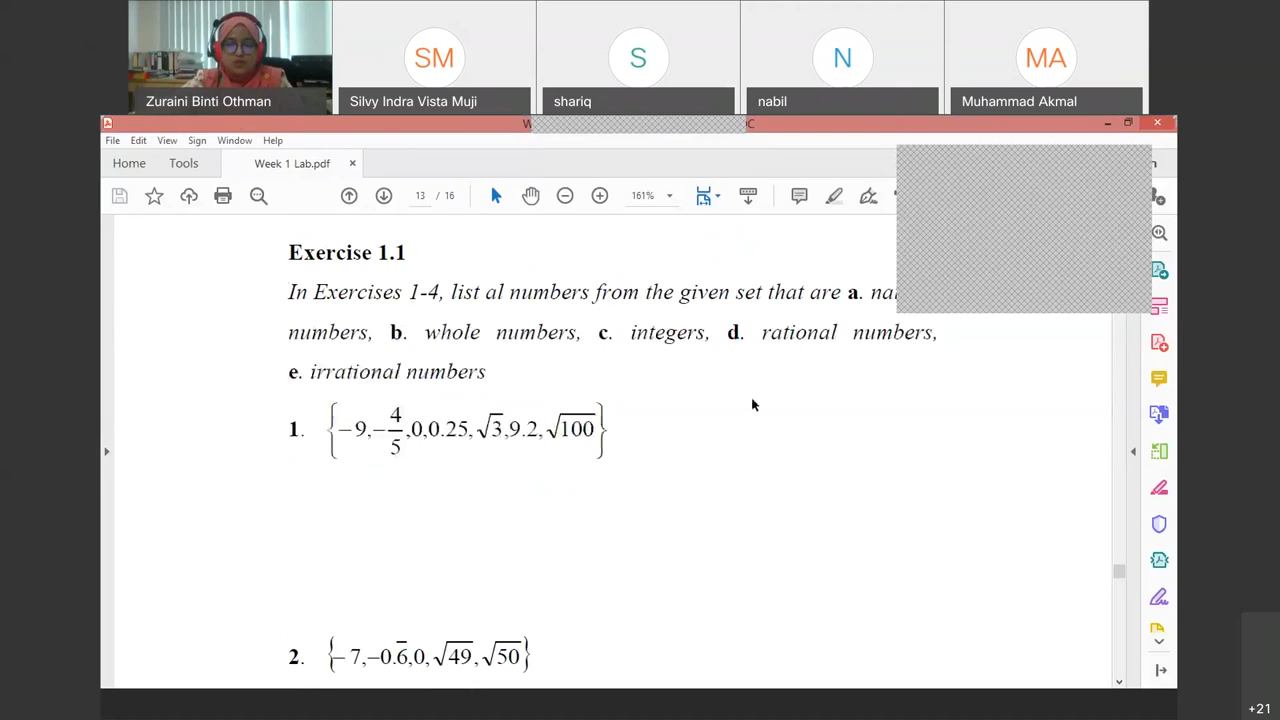 SM
S
N
MA
Zuraini Binti Othman
Silvy Indra Vista Muji
shariq
nabil
Muhammad Akmal
File Edit View Sign Window Help
Home Tools Week 1 Lab.pdf ×
13 / 16 161%
Exercise 1.1
In Exercises 1-4, list al numbers from the given set that are a.
numbers, b. whole numbers, c. integers, d. rational numbers,
e. irrational numbers
1. {−9,−4/5,0,0.25,√3,9.2,√100}
2. {−7,−0.6̅,0,√49,√50}
+21